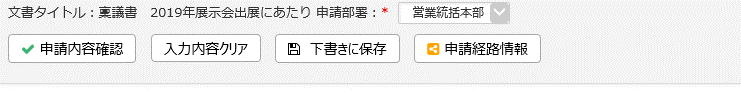 文書タイトル：稟議書　2019年展示会出展にあたり 申請部署：* 営業統括本部
申請内容確認 入力内容クリア 下書きに保存 申請経路情報